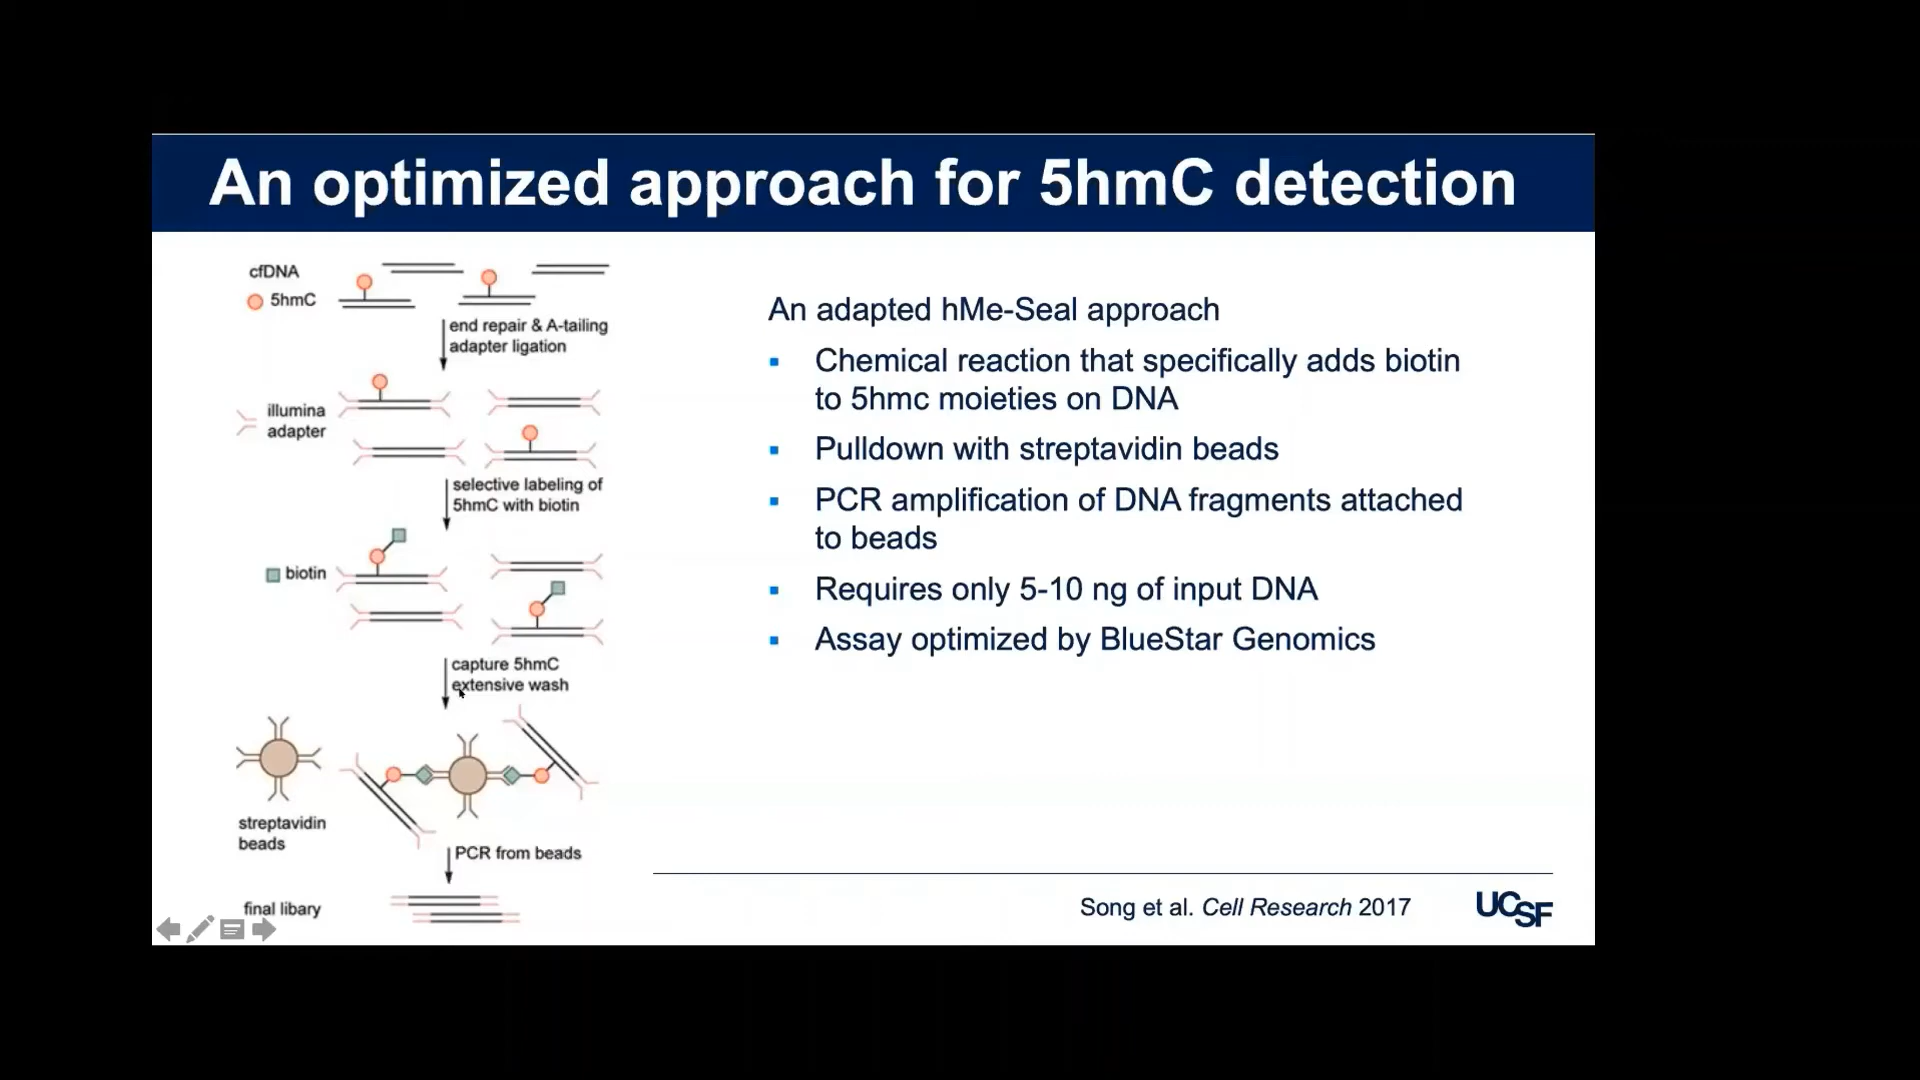 An optimized approach for 5hmC detection
cfDNA
5hmC
end repair & A-tailing
adapter ligation
illumina
adapter
selective labeling of
5hmC with biotin
biotin
capture 5hmC
extensive wash
streptavidin
beads
PCR from beads
final libary
An adapted hMe-Seal approach
▪ Chemical reaction that specifically adds biotin
to 5hmc moieties on DNA
▪ Pulldown with streptavidin beads
▪ PCR amplification of DNA fragments attached
to beads
▪ Requires only 5-10 ng of input DNA
▪ Assay optimized by BlueStar Genomics
Song et al. Cell Research 2017
UCSF